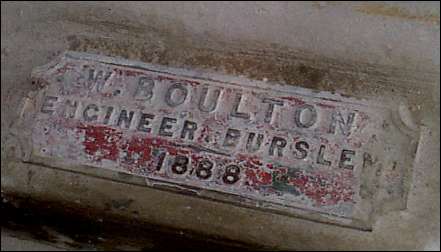 W. BOULTON
ENGINEER. BURSLEM
1888